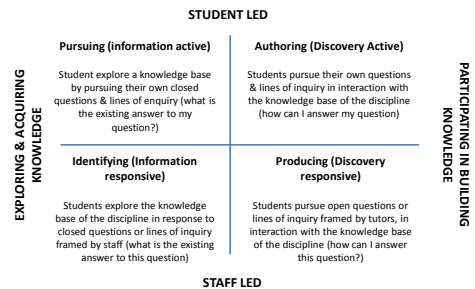 STUDENT LED
Pursuing (information active)
Student explore a knowledge base
by pursuing their own closed
questions & lines of enquiry (what is
the existing answer to my
question?)
Authoring (Discovery Active)
Students pursue their own questions
& lines of inquiry in interaction with
the knowledge base of the discipline
(how can I answer my question)
EXPLORING & ACQUIRING
KNOWLEDGE
PARTICIPATING IN BUILDING
KNOWLEDGE
Identifying (Information
responsive)
Students explore the knowledge
base of the discipline in response to
closed questions or lines of inquiry
framed by staff (what is the existing
answer to this question)
Producing (Discovery
responsive)
Students pursue open questions or
lines of inquiry framed by tutors, in
interaction with the knowledge base
of the discipline (how can I answer
this question?)
STAFF LED